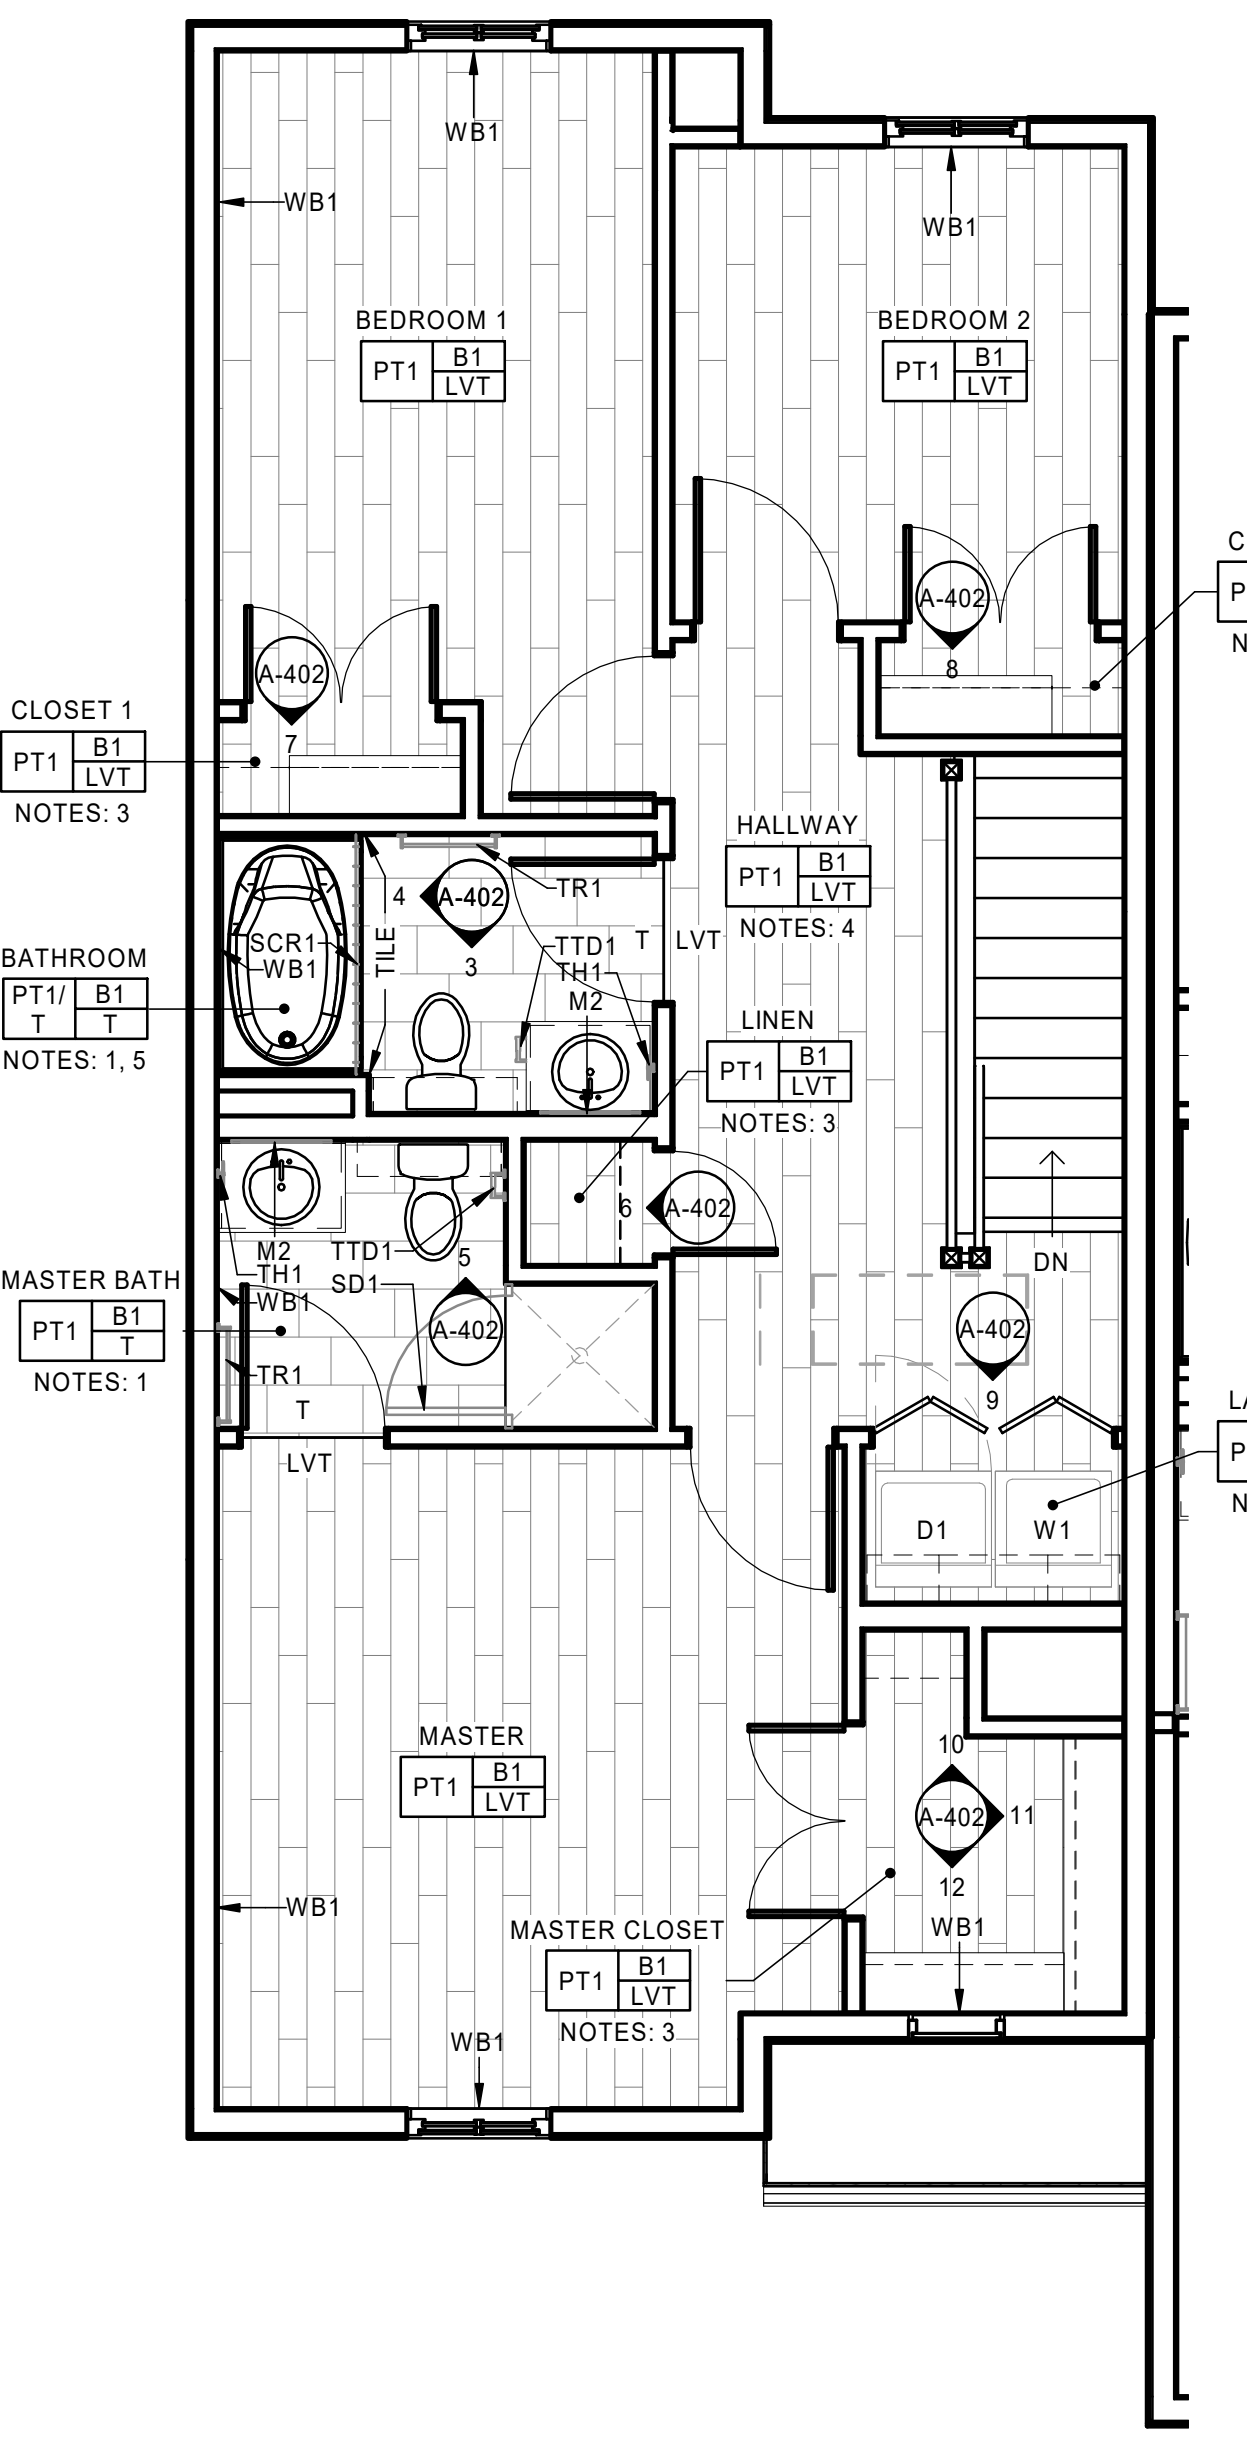 WB1
WB1
WB1
BEDROOM 1
PT1
B1
LVT
BEDROOM 2
PT1
B1
LVT
C
P
N
A-402
8
A-402
7
CLOSET 1
PT1
B1
LVT
NOTES: 3
HALLWAY
PT1
B1
LVT
NOTES: 4
TR1
4
A-402
3
TILE
T
LVT
SCR1
WB1
TTD1
TH1
M2
BATHROOM
PT1/
T
B1
T
NOTES: 1, 5
LINEN
PT1
B1
LVT
NOTES: 3
6
A-402
M2
TH1
WB1
TTD1
SD1
5
A-402
DN
MASTER BATH
PT1
B1
T
NOTES: 1
TR1
T
LVT
A-402
9
LA
P
N
D1
W1
MASTER
PT1
B1
LVT
10
A-402
11
12
WB1
MASTER CLOSET
PT1
B1
LVT
NOTES: 3
WB1
WB1